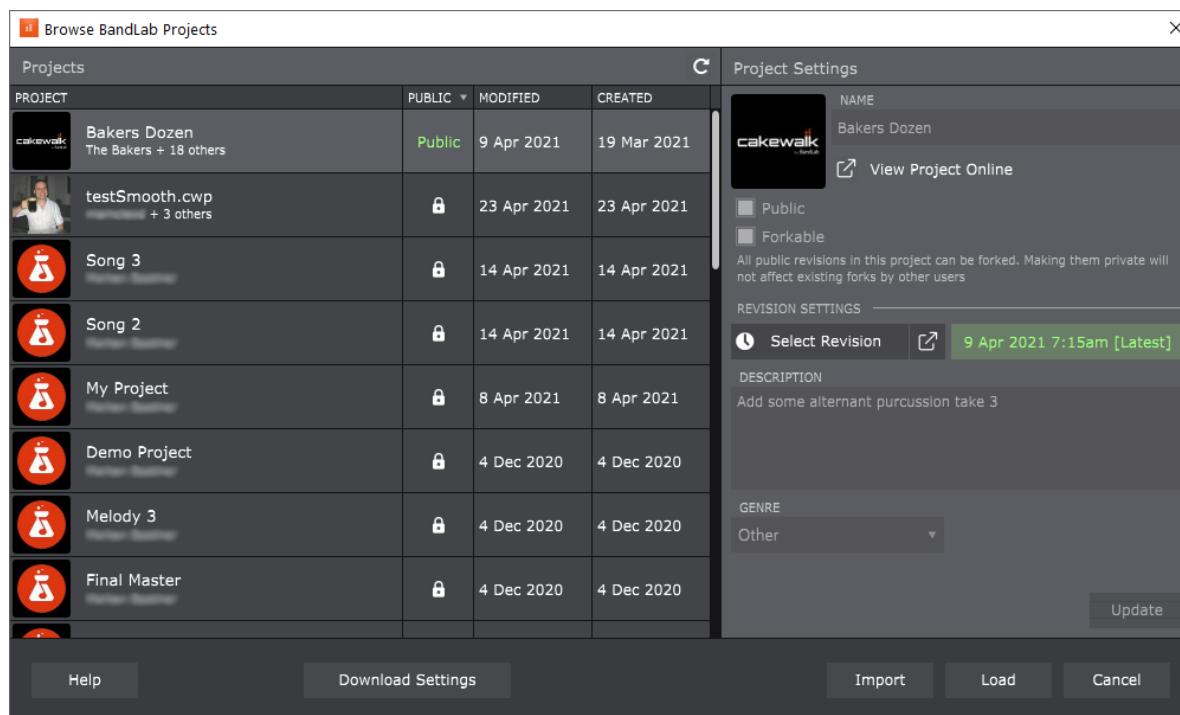 Browse BandLab Projects
Projects
PROJECT PUBLIC MODIFIED CREATED
cakewalk
Bakers Dozen
The Bakers + 18 others
Public 9 Apr 2021 19 Mar 2021
testSmooth.cwp
+ 3 others
23 Apr 2021 23 Apr 2021
Song 3
14 Apr 2021 14 Apr 2021
Song 2
14 Apr 2021 14 Apr 2021
My Project
8 Apr 2021 8 Apr 2021
Demo Project
4 Dec 2020 4 Dec 2020
Melody 3
4 Dec 2020 4 Dec 2020
Final Master
4 Dec 2020 4 Dec 2020
Project Settings
cakewalk
by BandLab
NAME
Bakers Dozen
View Project Online
Public
Forkable
All public revisions in this project can be forked. Making them private will
not affect existing forks by other users
REVISION SETTINGS
Select Revision 9 Apr 2021 7:15am [Latest]
DESCRIPTION
Add some alternant purcussion take 3
GENRE
Other
Update
Help Download Settings Import Load Cancel